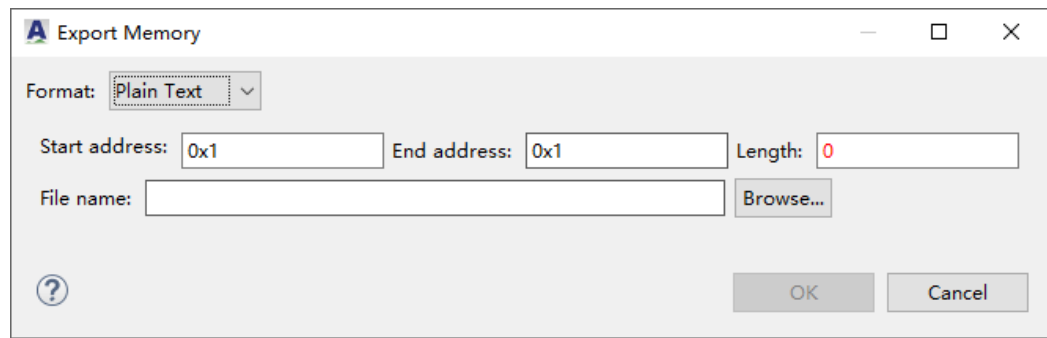 Export Memory
Format: Plain Text
Start address: 0x1 End address: 0x1 Length: 0
File name: Browse...
? OK Cancel